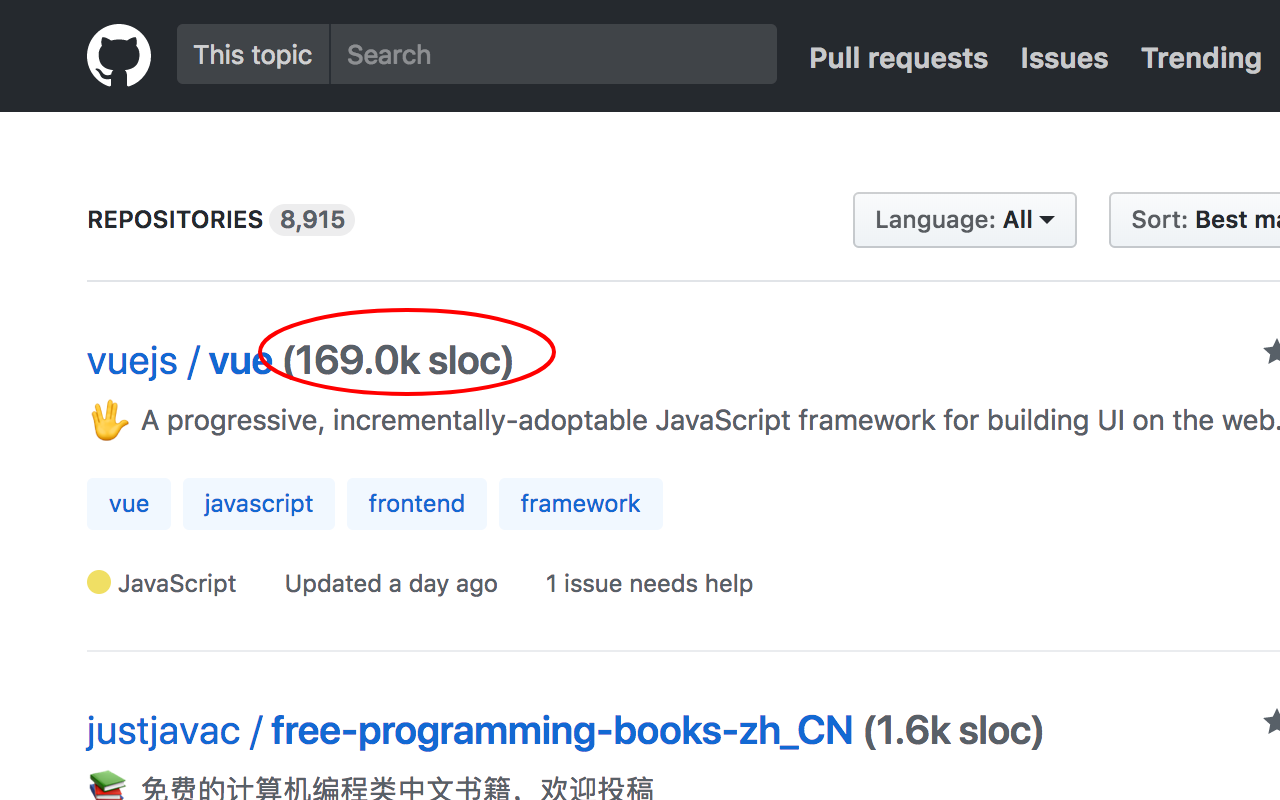 This topic Search Pull requests Issues Trending
REPOSITORIES 8,915 Language: All Sort: Best
vuejs / vue (169.0k sloc)
A progressive, incrementally-adoptable JavaScript framework for building UI on the web.
vue javascript frontend framework
JavaScript Updated a day ago 1 issue needs help
justjavac / free-programming-books-zh_CN (1.6k sloc)
免费的计算机编程类中文书籍，欢迎投稿